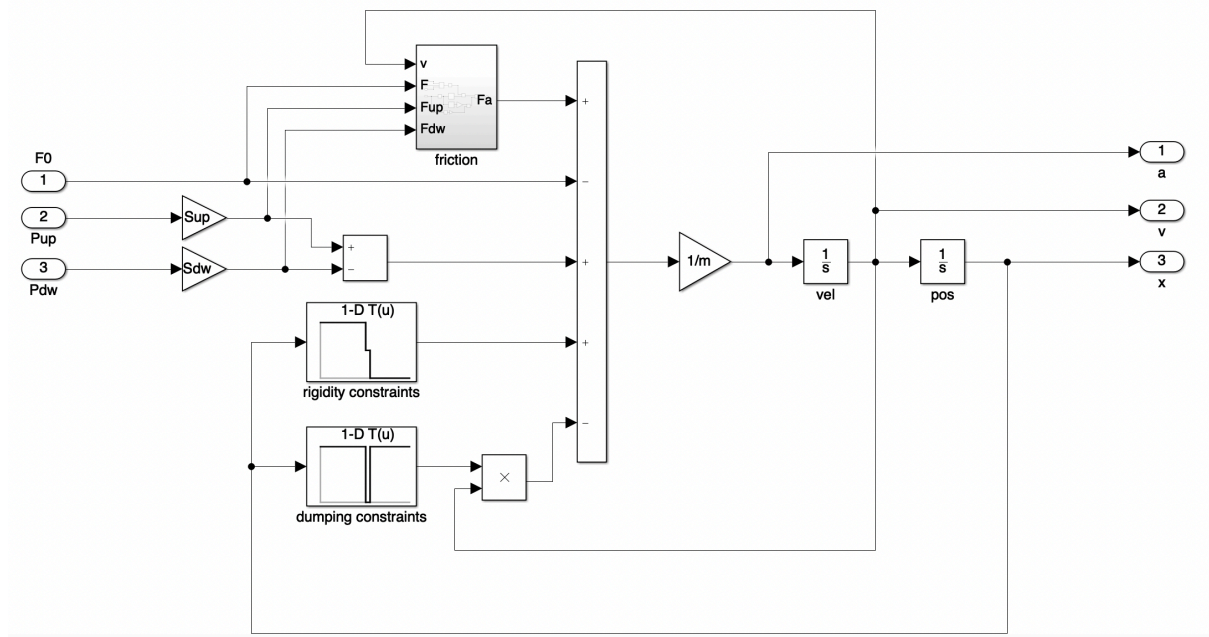 v
F
Fup
Fdw
Fa
friction
+
−
+
+
−
F0
1
2
Pup
3
Pdw
Sup
Sdw
+
−
1-D T(u)
rigidity constraints
1-D T(u)
dumping constraints
×
1/m
1
s
vel
1
s
pos
1
a
2
v
3
x